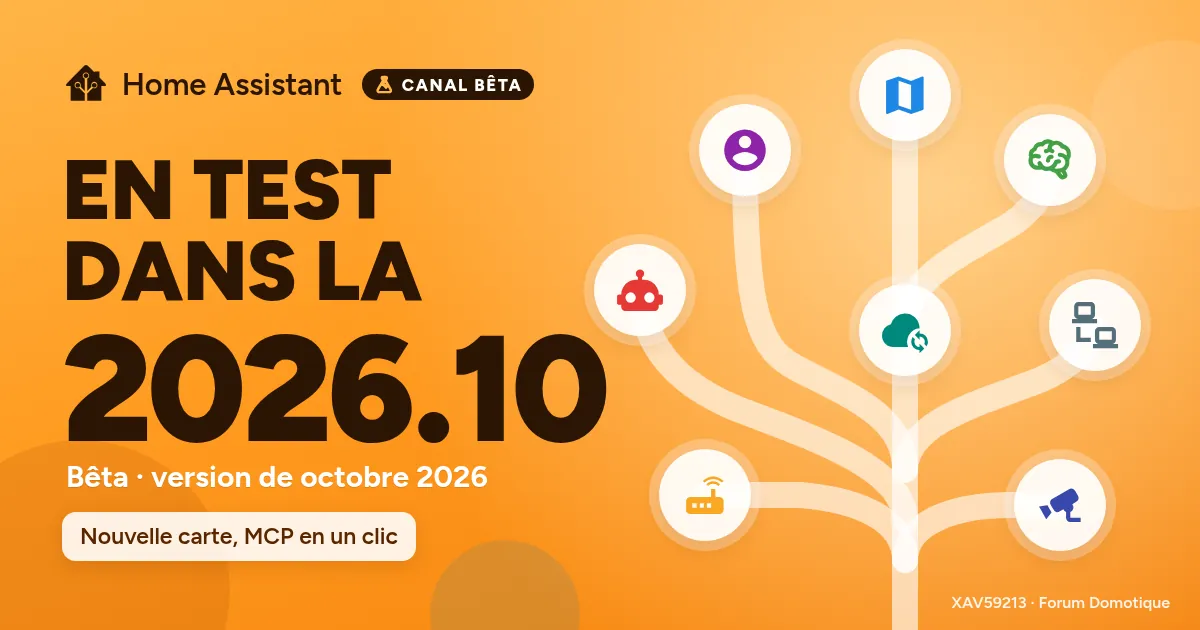 Home Assistant
CANAL BÊTA
EN TEST
DANS LA
2026.10
Bêta · version de octobre 2026
Nouvelle carte, MCP en un clic
XAV59213 · Forum Domotique